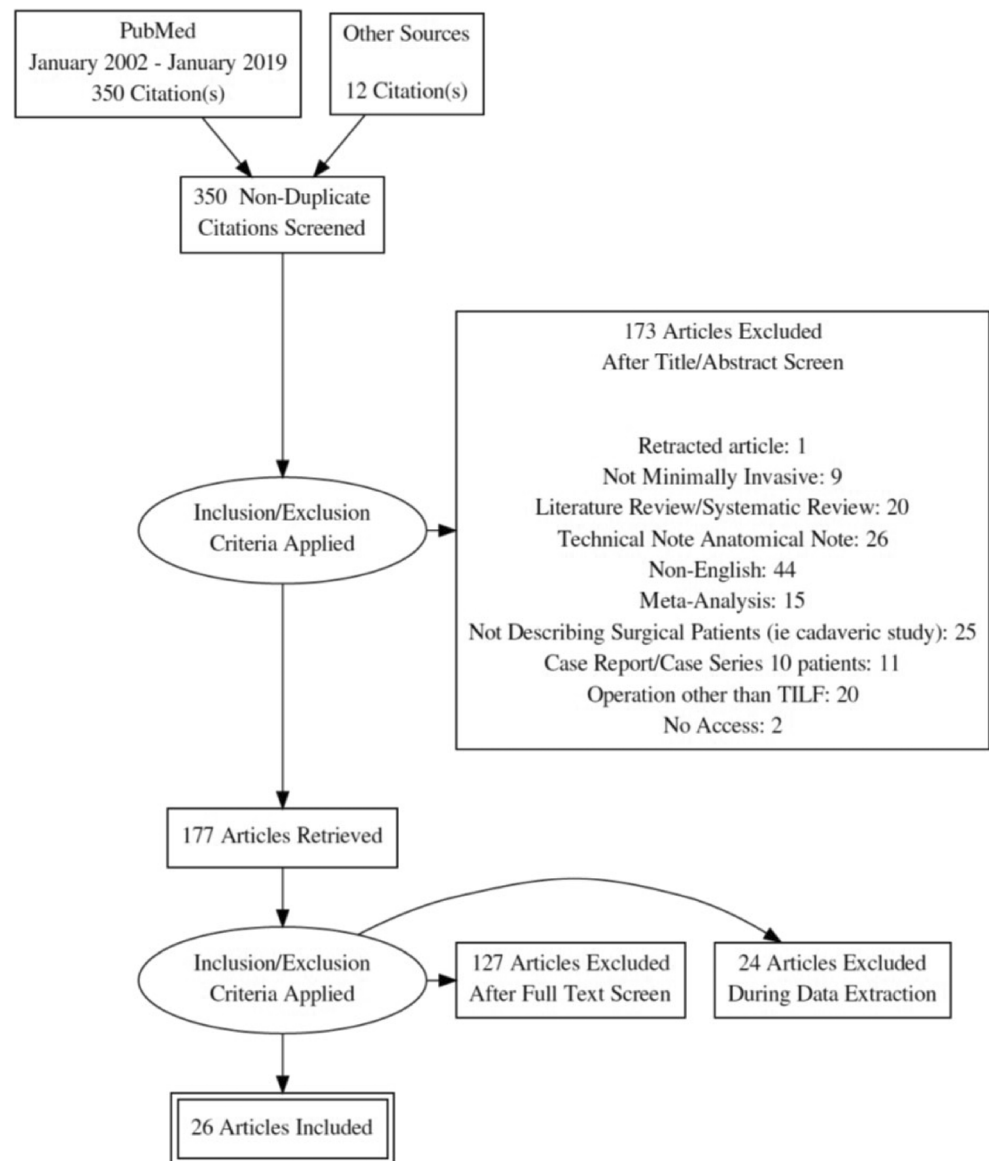 PubMed
January 2002 - January 2019
350 Citation(s)
Other Sources
12 Citation(s)
350 Non-Duplicate
Citations Screened
173 Articles Excluded
After Title/Abstract Screen
Retracted article: 1
Not Minimally Invasive: 9
Literature Review/Systematic Review: 20
Technical Note Anatomical Note: 26
Non-English: 44
Meta-Analysis: 15
Not Describing Surgical Patients (ie cadaveric study): 25
Case Report/Case Series 10 patients: 11
Operation other than TILF: 20
No Access: 2
Inclusion/Exclusion
Criteria Applied
177 Articles Retrieved
Inclusion/Exclusion
Criteria Applied
127 Articles Excluded
After Full Text Screen
24 Articles Excluded
During Data Extraction
26 Articles Included